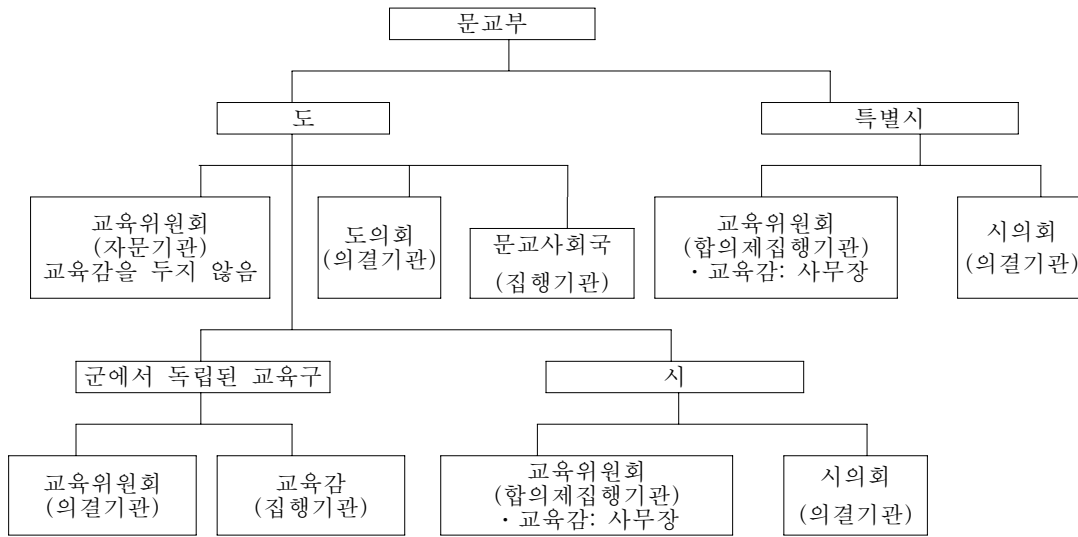 문교부
도
특별시
교육위원회
(자문기관)
교육감을 두지 않음
도의회
(의결기관)
문교사회국
(집행기관)
교육위원회
(합의제집행기관)
· 교육감: 사무장
시의회
(의결기관)
군에서 독립된 교육구
시
교육위원회
(의결기관)
교육감
(집행기관)
교육위원회
(합의제집행기관)
· 교육감: 사무장
시의회
(의결기관)